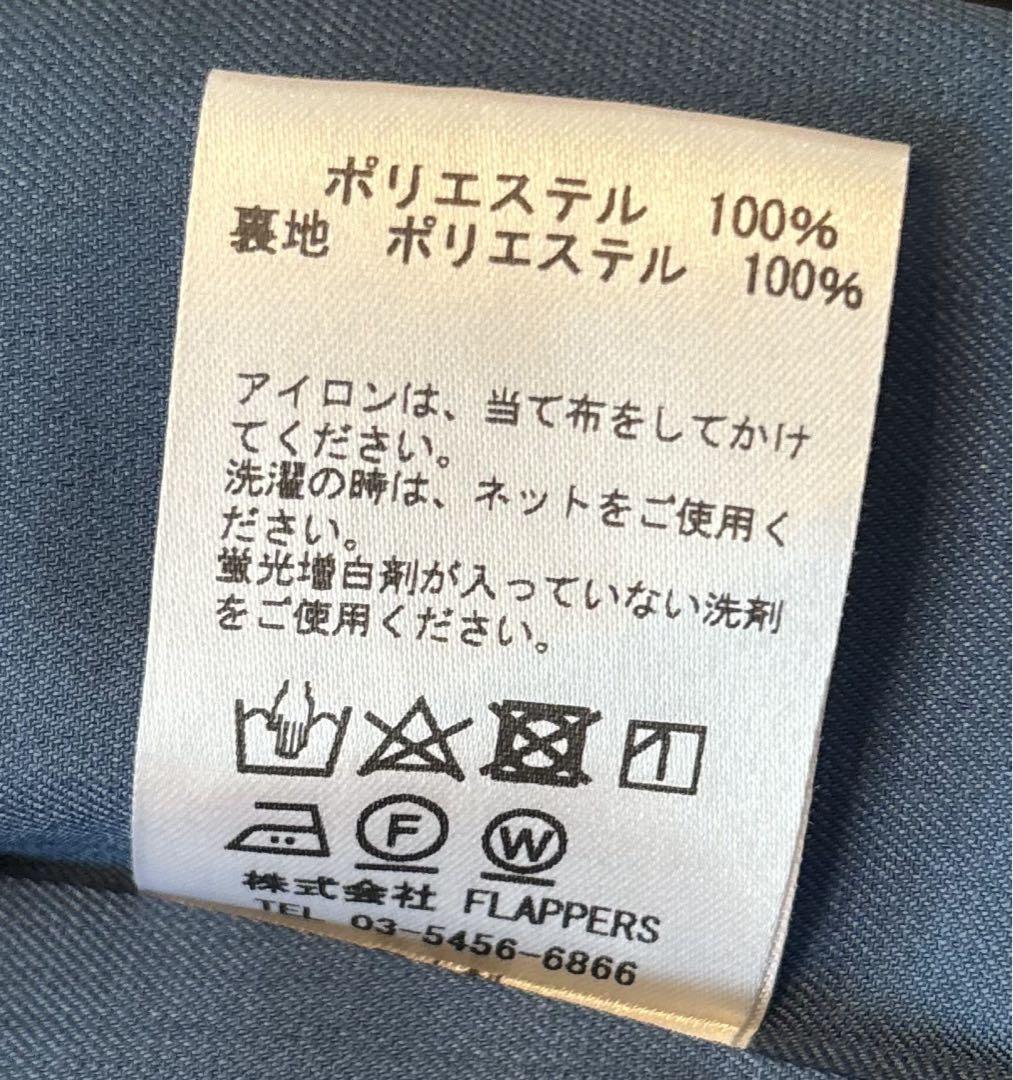 ポリエステル 100%
裏地 ポリエステル 100%
アイロンは、当て布をしてかけ
てください。
洗濯の時は、ネットをご使用く
ださい。
蛍光増白剤が入っていない洗剤
をご使用ください。
F W
株式会社 FLAPPERS
TEL 03-5456-6866